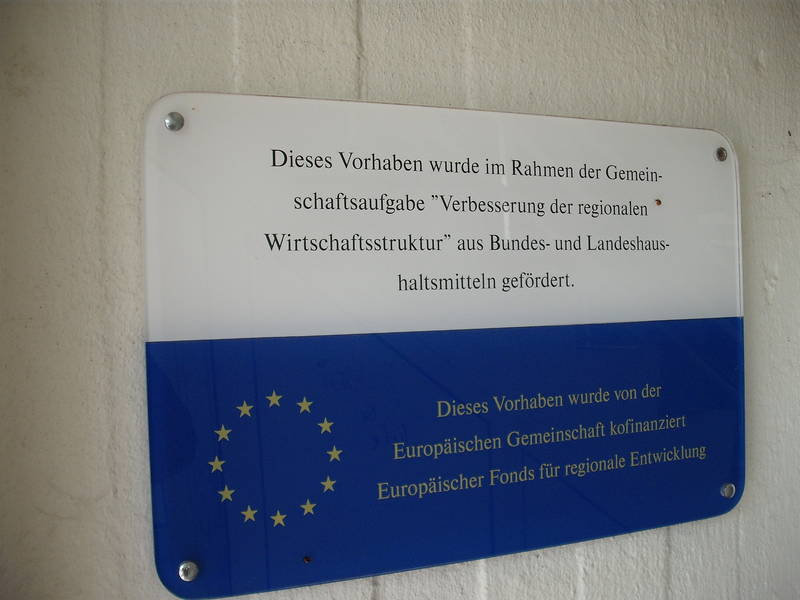 Dieses Vorhaben wurde im Rahmen der Gemein-
schaftsaufgabe ”Verbesserung der regionalen
Wirtschaftsstruktur” aus Bundes- und Landeshaus-
haltsmitteln gefördert.
Dieses Vorhaben wurde von der
Europäischen Gemeinschaft kofinanziert
Europäischer Fonds für regionale Entwicklung